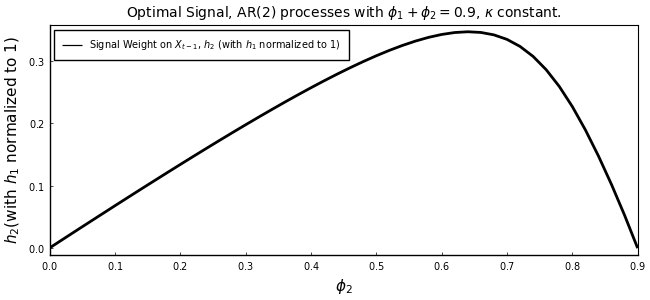 Optimal Signal, AR(2) processes with ϕ₁ + ϕ₂ = 0.9, κ constant.
Signal Weight on Xₜ₋₁, h₂ (with h₁ normalized to 1)
h₂(with h₁ normalized to 1)
0.3
0.2
0.1
0.0
0.0 0.1 0.2 0.3 0.4 0.5 0.6 0.7 0.8 0.9
ϕ₂